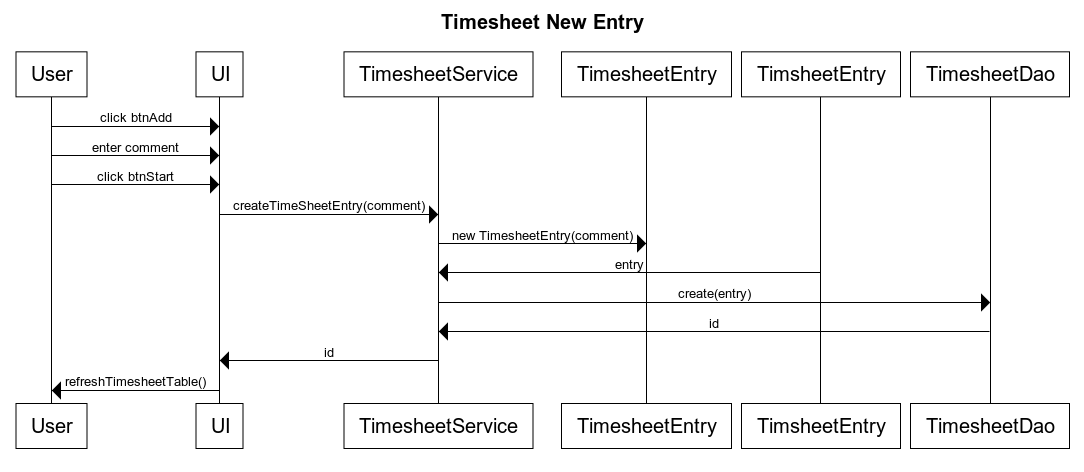 Timesheet New Entry
User UI TimesheetService TimesheetEntry TimsheetEntry TimesheetDao
click btnAdd
enter comment
click btnStart
createTimeSheetEntry(comment)
new TimesheetEntry(comment)
entry
create(entry)
id
id
refreshTimesheetTable()
User UI TimesheetService TimesheetEntry TimsheetEntry TimesheetDao